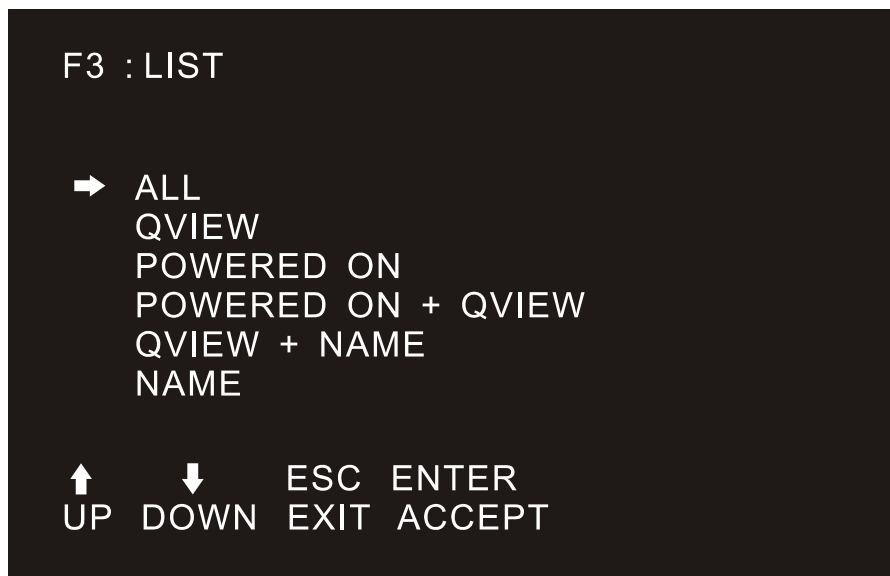 F3 : LIST
➡ ALL
QVIEW
POWERED ON
POWERED ON + QVIEW
QVIEW + NAME
NAME
⬆ ⬇ ESC ENTER
UP DOWN EXIT ACCEPT